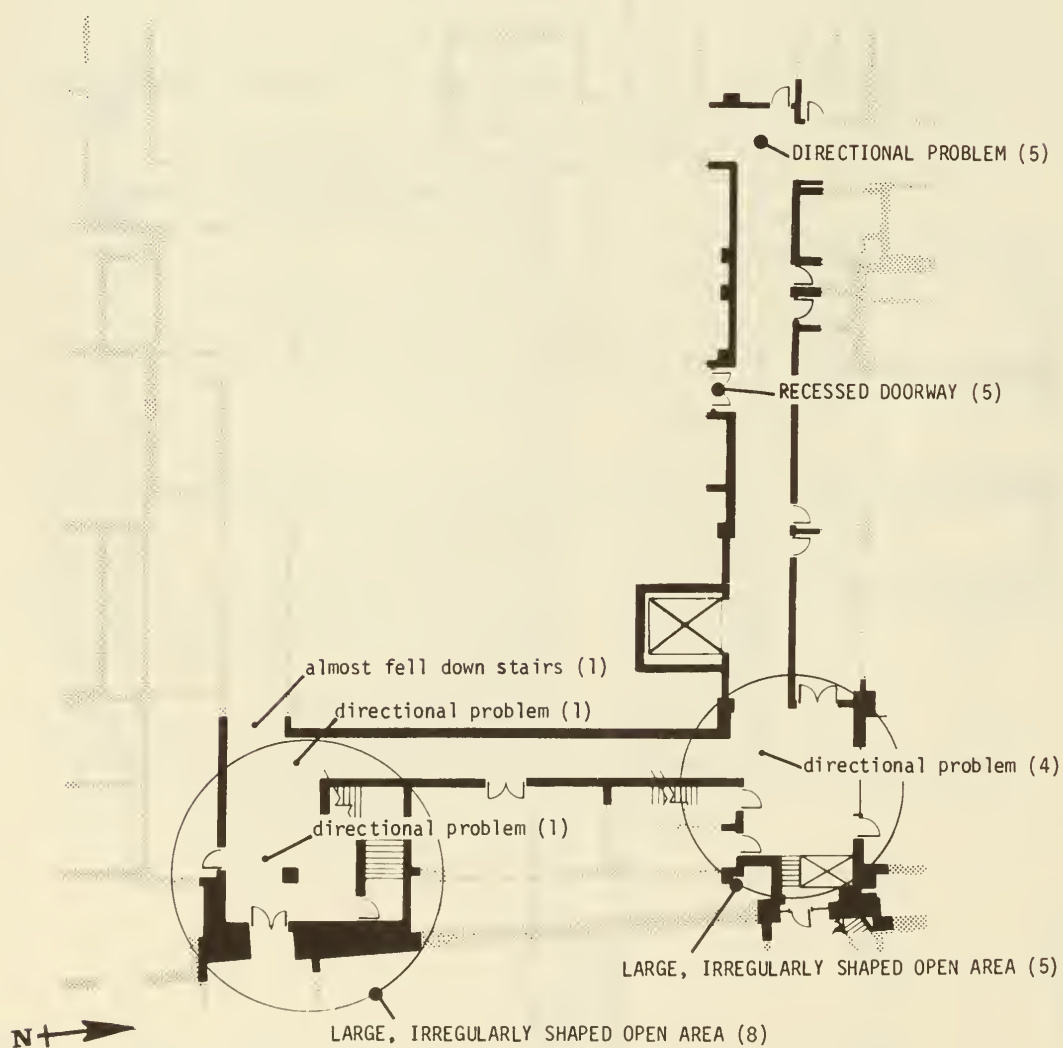 DIRECTIONAL PROBLEM (5)
RECESSED DOORWAY (5)
almost fell down stairs (1)
directional problem (1)
directional problem (4)
directional problem (1)
LARGE, IRREGULARLY SHAPED OPEN AREA (5)
N
LARGE, IRREGULARLY SHAPED OPEN AREA (8)